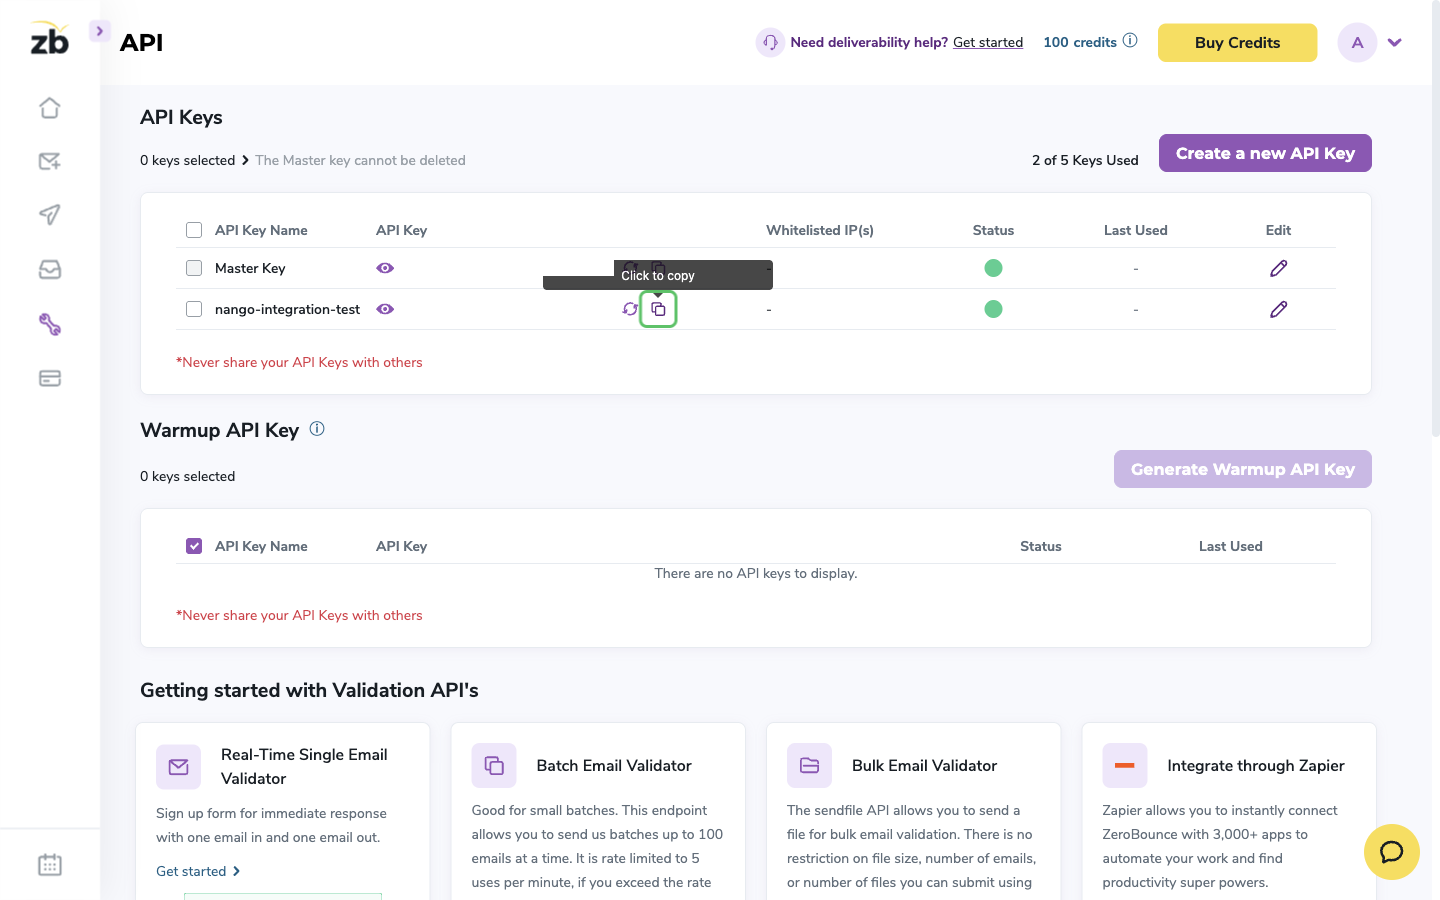 zb
API
Need deliverability help? Get started
100 credits
Buy Credits
A
API Keys
0 keys selected
The Master key cannot be deleted
2 of 5 Keys Used
Create a new API Key
API Key Name
API Key
Whitelisted IP(s)
Status
Last Used
Edit
Master Key
-
-
Click to copy
nango-integration-test
-
-
*Never share your API Keys with others
Warmup API Key
0 keys selected
Generate Warmup API Key
API Key Name
API Key
Status
Last Used
There are no API keys to display.
*Never share your API Keys with others
Getting started with Validation API's
Real-Time Single Email
Validator
Sign up form for immediate response
with one email in and one email out.
Get started
Batch Email Validator
Good for small batches. This endpoint
allows you to send us batches up to 100
emails at a time. It is rate limited to 5
uses per minute, if you exceed the rate
Bulk Email Validator
The sendfile API allows you to send a
file for bulk email validation. There is no
restriction on file size, number of emails,
or number of files you can submit using
Integrate through Zapier
Zapier allows you to instantly connect
ZeroBounce with 3,000+ apps to
automate your work and find
productivity super powers.